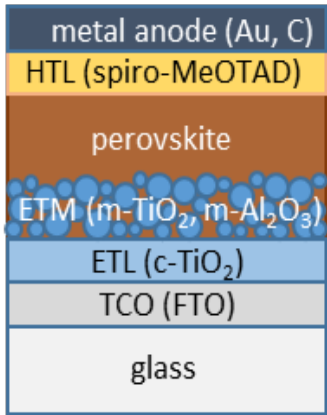 metal anode (Au, C)
HTL (spiro-MeOTAD)
perovskite
ETM (m-TiO₂, m-Al₂O₃)
ETL (c-TiO₂)
TCO (FTO)
glass